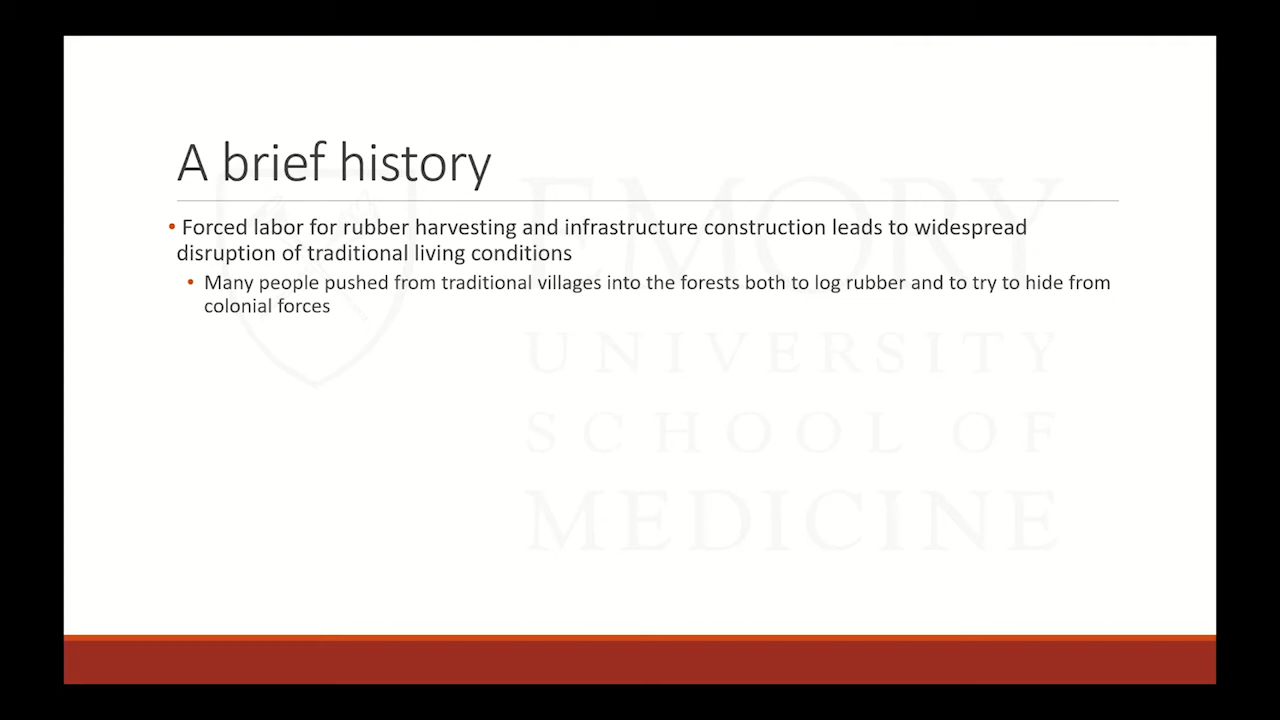 A brief history
• Forced labor for rubber harvesting and infrastructure construction leads to widespread
disruption of traditional living conditions
• Many people pushed from traditional villages into the forests both to log rubber and to try to hide from
colonial forces
EMORY
UNIVERSITY
SCHOOL OF
MEDICINE